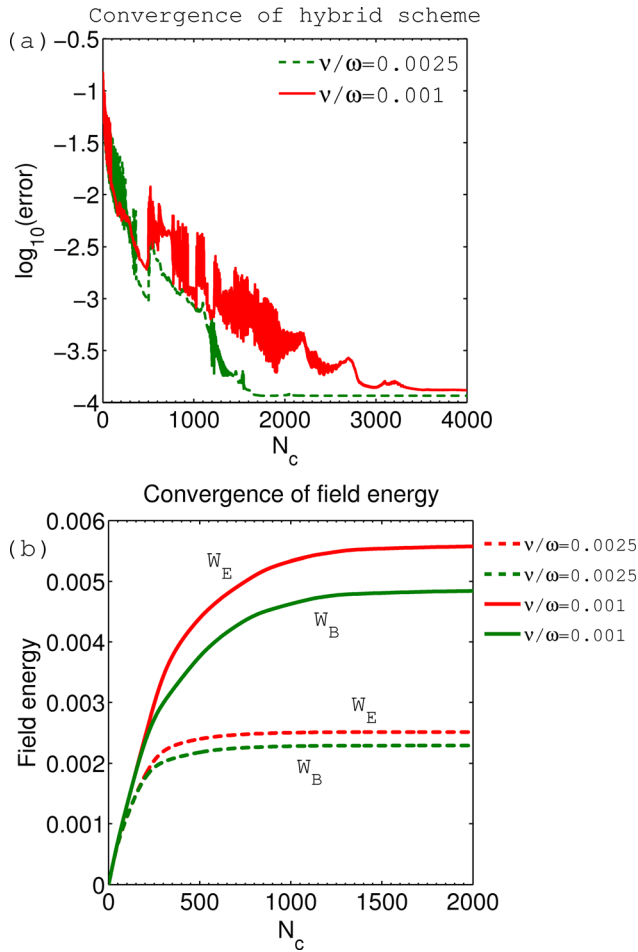 Convergence of hybrid scheme
(a)
ν/ω=0.0025
ν/ω=0.001
log10(error)
-1
-1.5
-2
-2.5
-3
-3.5
-4
0 1000 2000 3000 4000
Nc
Convergence of field energy
(b)
Field energy
0.006
0.005
0.004
0.003
0.002
0.001
0
WE
WB
WE
WB
ν/ω=0.0025
ν/ω=0.0025
ν/ω=0.001
ν/ω=0.001
0 500 1000 1500 2000
Nc